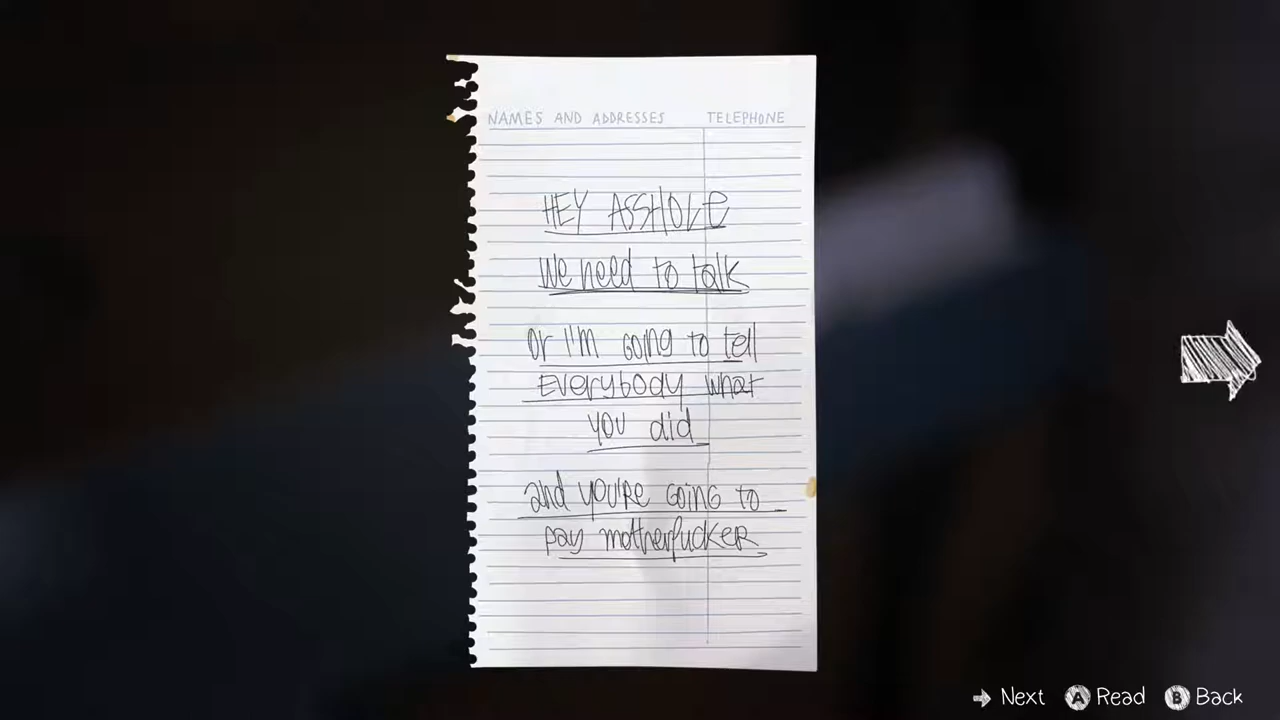 NAMES AND ADDRESSES TELEPHONE
HEY ASSHOLE
We need to talk
Or I'm going to tell
Everybody what
you did
and you're going to
pay motherfucker
Next A Read B Back